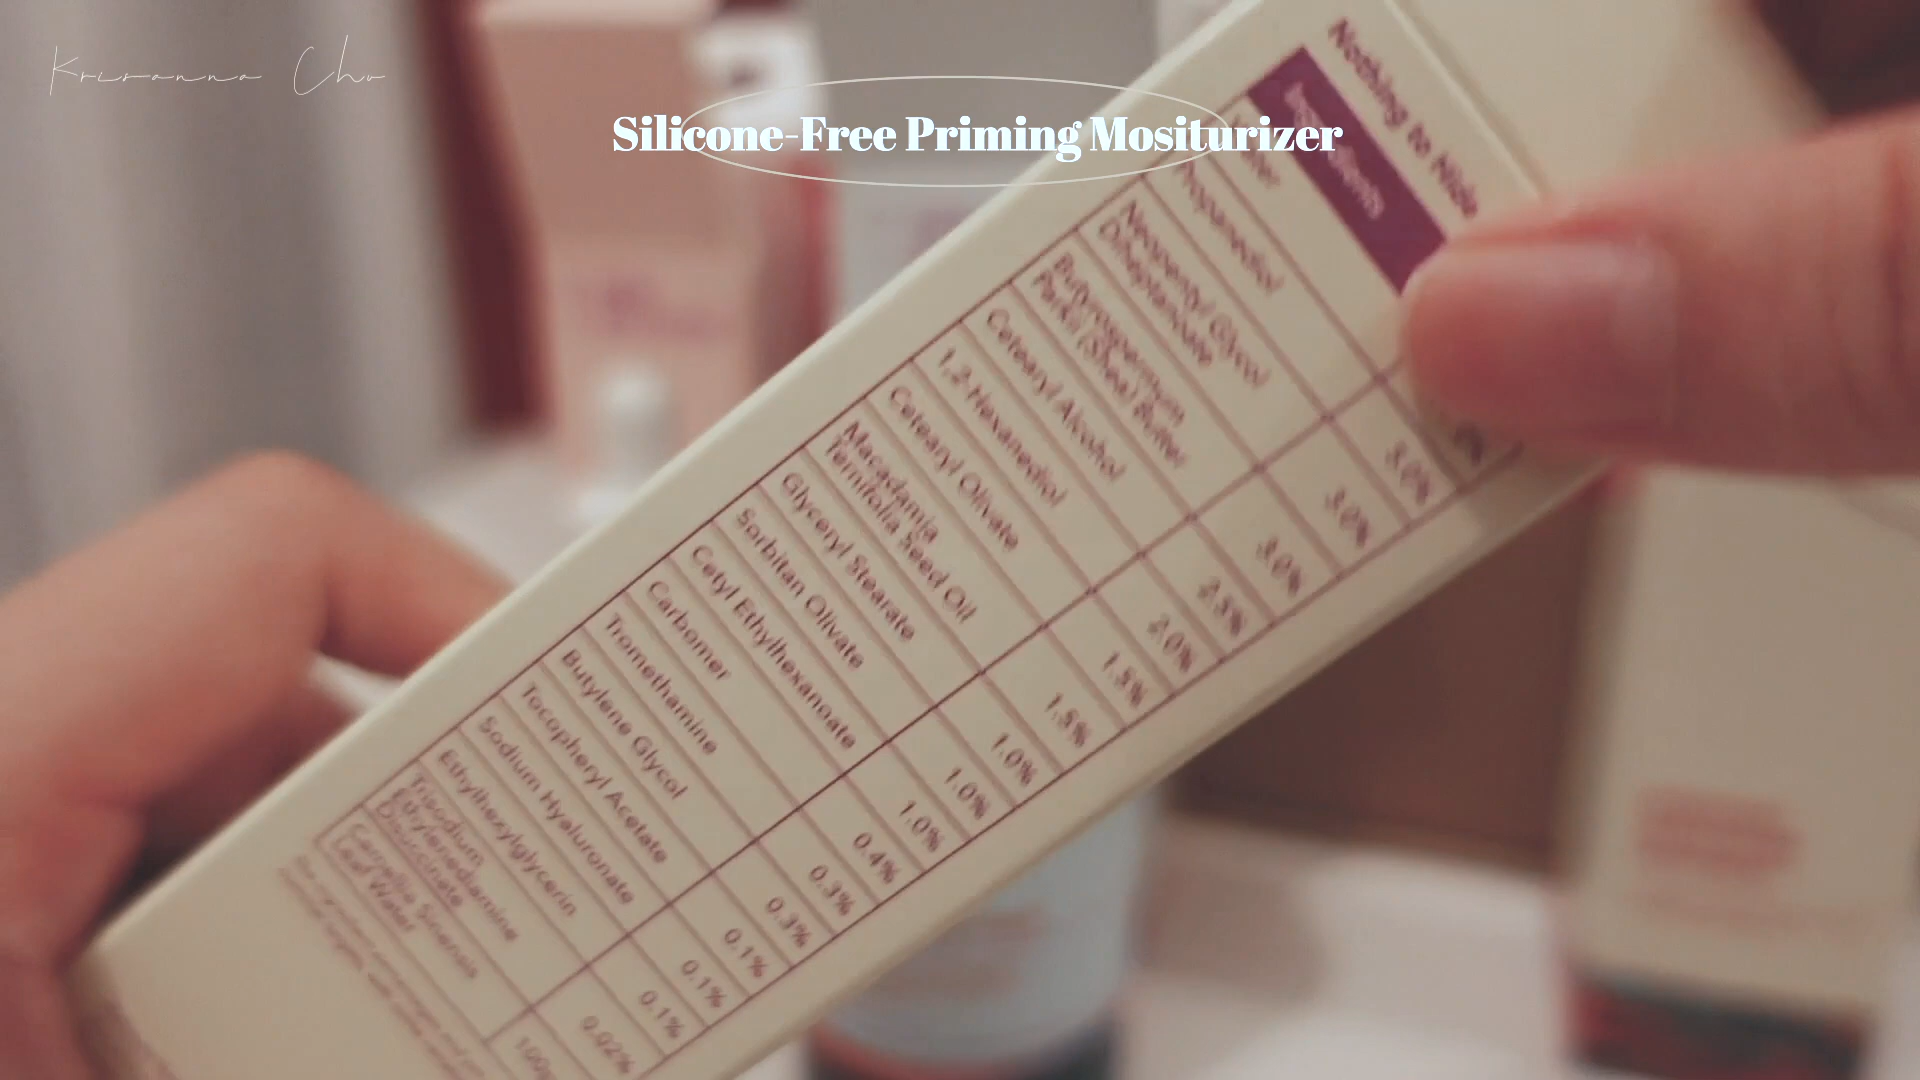 Krisanna Chu
Silicone-Free Priming Mositurizer
Nothing to Hide
Ingredients
Propanediol
5.0%
Neopentyl Glycol
Diheptanoate
3.0%
Butyrospermum
Parkii (Shea) Butter
3.0%
Cetearyl Alcohol
2.5%
1,2-Hexanediol
2.0%
Cetearyl Olivate
1.5%
Macadamia
Ternifolia Seed Oil
1.5%
Glyceryl Stearate
1.0%
Sorbitan Olivate
1.0%
Cetyl Ethylhexanoate
1.0%
Carbomer
0.4%
Tromethamine
0.3%
Butylene Glycol
0.3%
Tocopheryl Acetate
0.1%
Sodium Hyaluronate
0.1%
Ethylhexylglycerin
0.1%
Trisodium
Ethylenediamine
Disuccinate
0.02%
Camellia Sinensis
Leaf Water